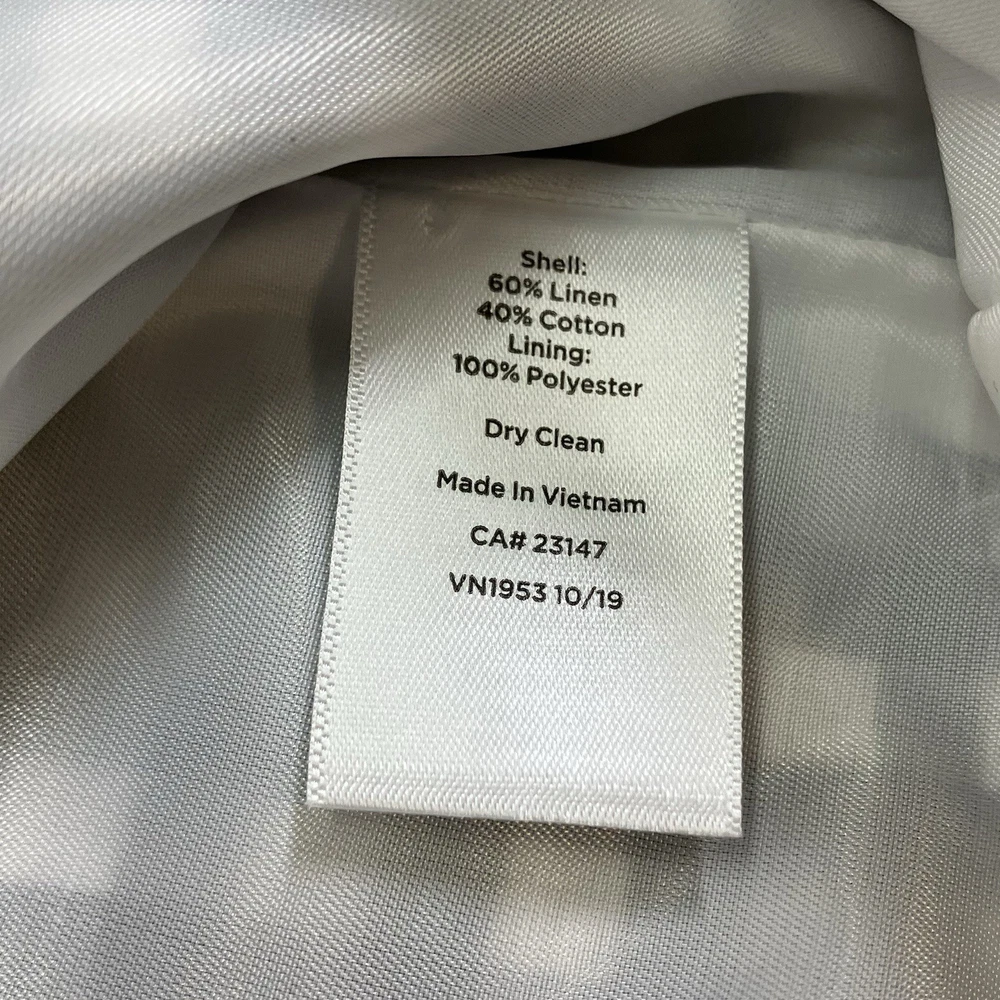 Shell:
60% Linen
40% Cotton
Lining:
100% Polyester
Dry Clean
Made In Vietnam
CA# 23147
VN1953 10/19